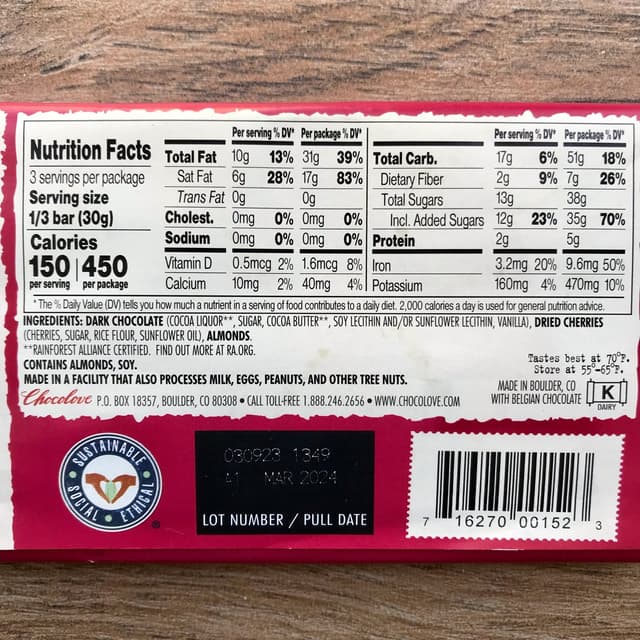 Nutrition Facts
3 servings per package
Serving size
1/3 bar (30g)
Calories
150 | 450
per serving per package
Per serving % DV* Per package % DV*
Total Fat 10g 13% 31g 39%
Sat Fat 6g 28% 17g 83%
Trans Fat 0g 0g
Cholest. 0mg 0% 0mg 0%
Sodium 0mg 0% 0mg 0%
Vitamin D 0.5mcg 2% 1.6mcg 8%
Calcium 10mg 2% 40mg 4%
Per serving % DV* Per package % DV*
Total Carb. 17g 6% 51g 18%
Dietary Fiber 2g 9% 7g 26%
Total Sugars 13g 38g
Incl. Added Sugars 12g 23% 35g 70%
Protein 2g 5g
Iron 3.2mg 20% 9.6mg 50%
Potassium 160mg 4% 470mg 10%
*The % Daily Value (DV) tells you how much a nutrient in a serving of food contributes to a daily diet. 2,000 calories a day is used for general nutrition advice.
INGREDIENTS: DARK CHOCOLATE (COCOA LIQUOR**, SUGAR, COCOA BUTTER**, SOY LECITHIN AND/OR SUNFLOWER LECITHIN, VANILLA), DRIED CHERRIES
(CHERRIES, SUGAR, RICE FLOUR, SUNFLOWER OIL), ALMONDS.
**RAINFOREST ALLIANCE CERTIFIED. FIND OUT MORE AT RA.ORG.
CONTAINS ALMONDS, SOY.
MADE IN A FACILITY THAT ALSO PROCESSES MILK, EGGS, PEANUTS, AND OTHER TREE NUTS.
Chocolove P.O. BOX 18357, BOULDER, CO 80308 • CALL TOLL-FREE 1.888.246.2656 • WWW.CHOCOLOVE.COM
Tastes best at 70°F.
Store at 55°-65°F.
MADE IN BOULDER, CO
WITH BELGIAN CHOCOLATE
K
DAIRY
SUSTAINABLE • SOCIAL • ETHICAL •
®
030923 1349
A1 MAR 2024
LOT NUMBER / PULL DATE
7 16270 00152 3